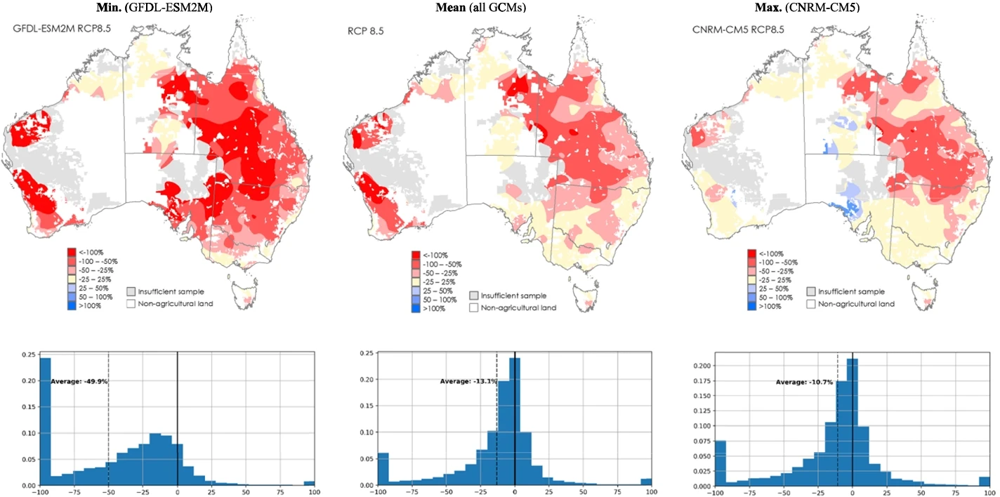 Min. (GFDL-ESM2M)
Mean (all GCMs)
Max. (CNRM-CM5)
GFDL-ESM2M RCP8.5
RCP 8.5
CNRM-CM5 RCP8.5
<-100%
-100 – -50%
-50 – -25%
-25 – 25%
25 – 50%
50 – 100%
>100%
Insufficient sample
Non-agricultural land
<-100%
-100 – -50%
-50 – -25%
-25 – 25%
25 – 50%
50 – 100%
>100%
Insufficient sample
Non-agricultural land
<-100%
-100 – -50%
-50 – -25%
-25 – 25%
25 – 50%
50 – 100%
>100%
Insufficient sample
Non-agricultural land
0.25
0.20
0.15
0.10
0.05
0.00
Average: -49.9%
−100 −75 −50 −25 0 25 50 75 100
0.25
0.20
0.15
0.10
0.05
0.00
Average: -13.1%
−100 −75 −50 −25 0 25 50 75 100
0.200
0.175
0.150
0.125
0.100
0.075
0.050
0.025
0.000
Average: -10.7%
−100 −75 −50 −25 0 25 50 75 100